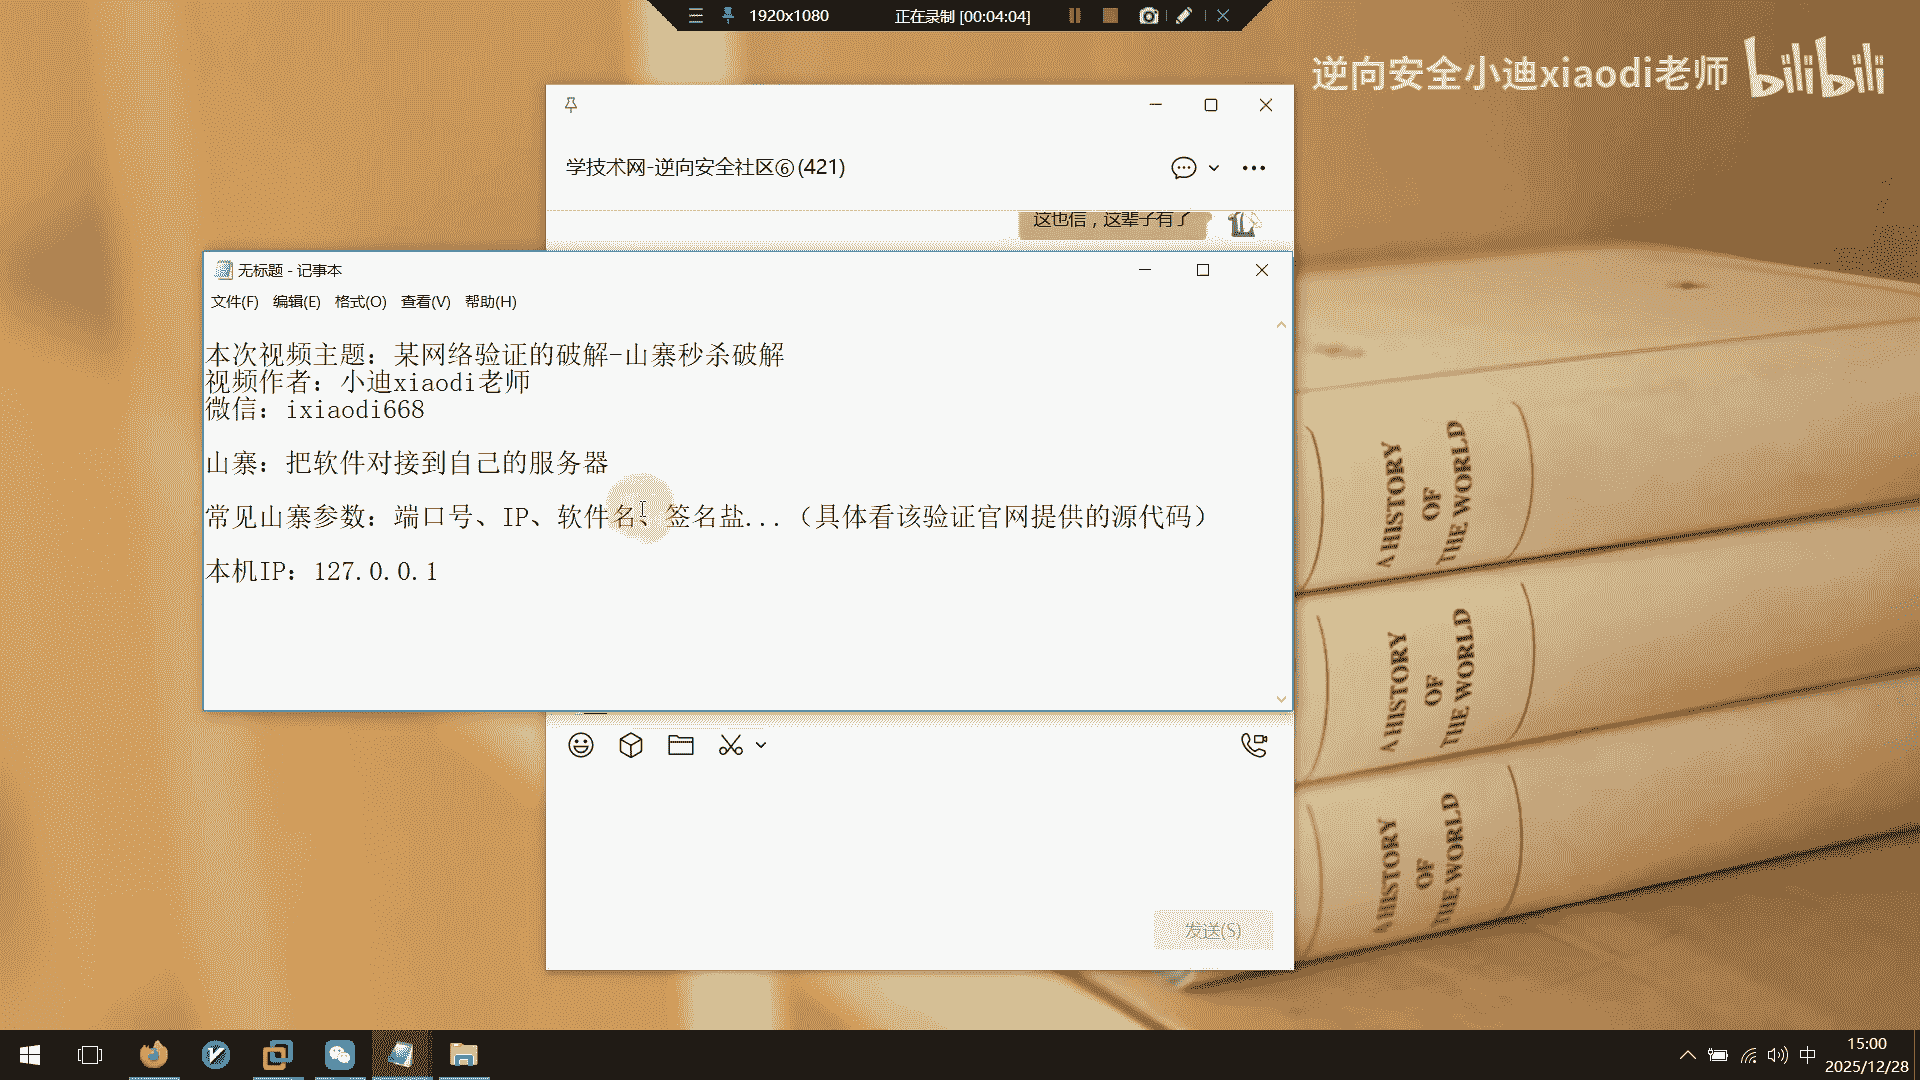 1920x1080
正在录制 [00:04:04]
逆向安全小迪xiaodi老师 bilibili
学技术网-逆向安全社区⑥(421)
这也信，这辈子有了
无标题 - 记事本
文件(F) 编辑(E) 格式(O) 查看(V) 帮助(H)
本次视频主题：某网络验证的破解-山寨秒杀破解
视频作者：小迪xiaodi老师
微信：ixiaodi668
山寨：把软件对接到自己的服务器
常见山寨参数：端口号、IP、软件名、签名盐...（具体看该验证官网提供的源代码）
本机IP：127.0.0.1
发送(S)
A HISTORY
OF
THE WORLD
A HISTORY
OF
THE WORLD
A HISTORY
OF
THE WORLD
中
15:00
2025/12/28